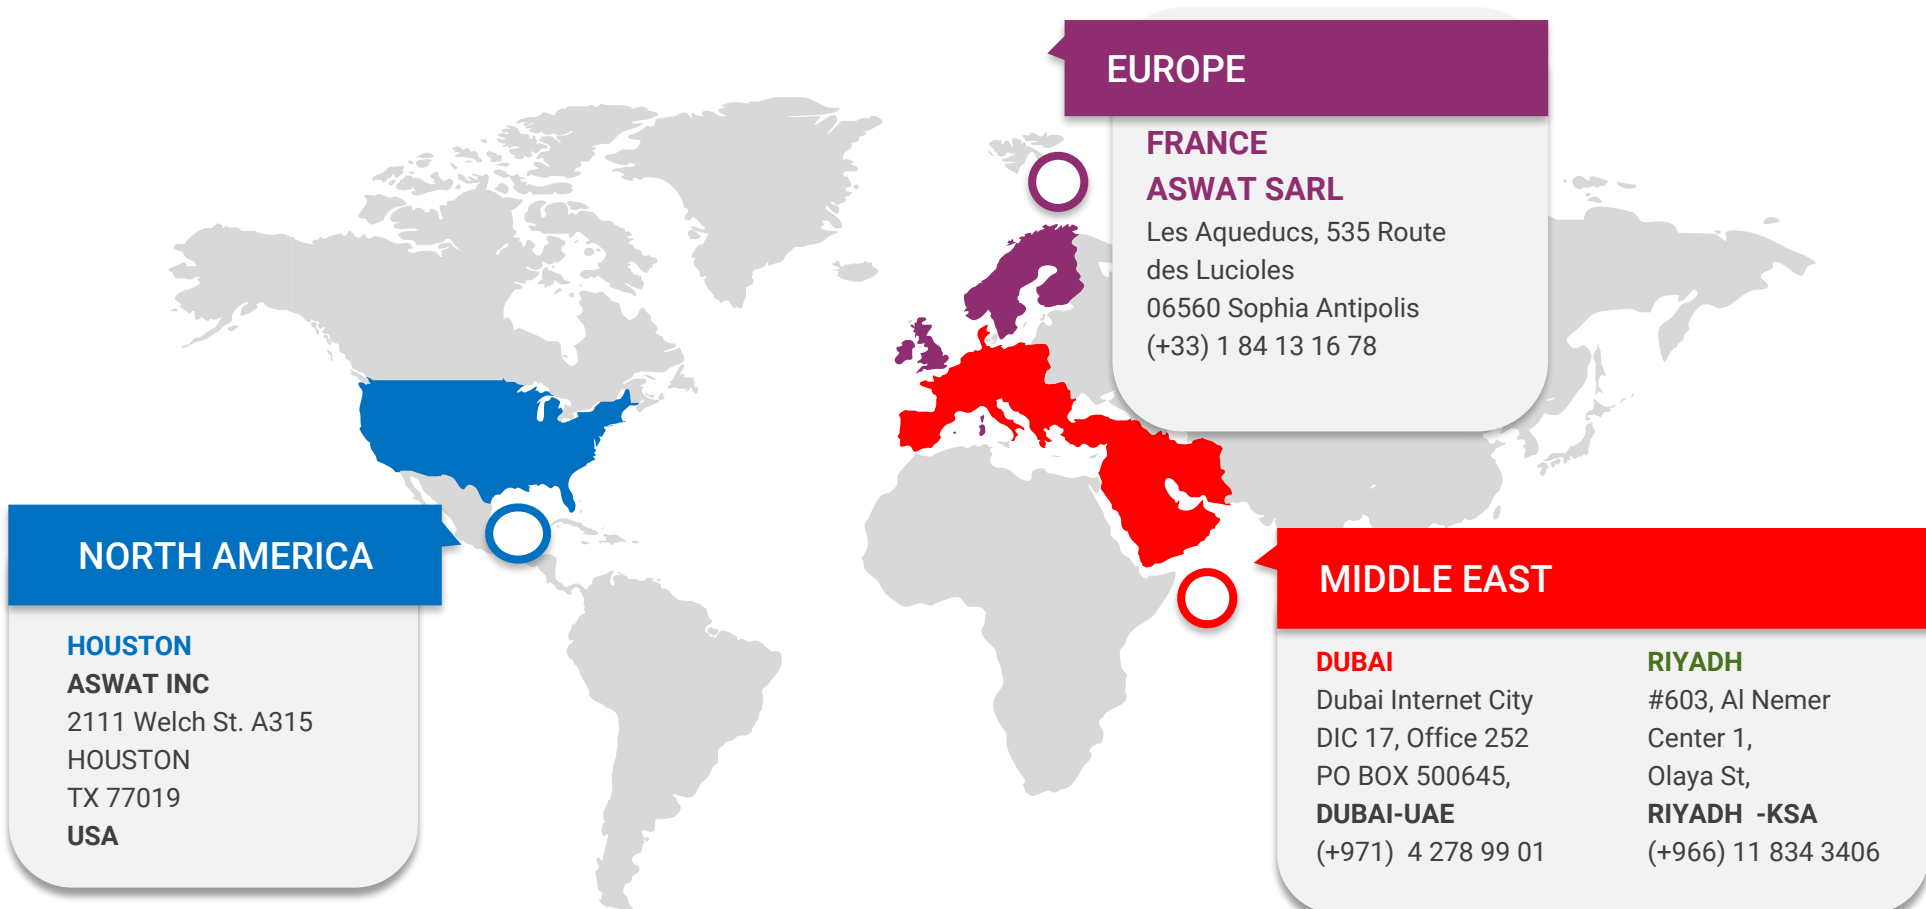 EUROPE
FRANCE
ASWAT SARL
Les Aqueducs, 535 Route
des Lucioles
06560 Sophia Antipolis
(+33) 1 84 13 16 78
NORTH AMERICA
HOUSTON
ASWAT INC
2111 Welch St. A315
HOUSTON
TX 77019
USA
MIDDLE EAST
DUBAI
Dubai Internet City
DIC 17, Office 252
PO BOX 500645,
DUBAI-UAE
(+971)  4 278 99 01
RIYADH
#603, Al Nemer
Center 1,
Olaya St,
RIYADH  -KSA
(+966) 11 834 3406